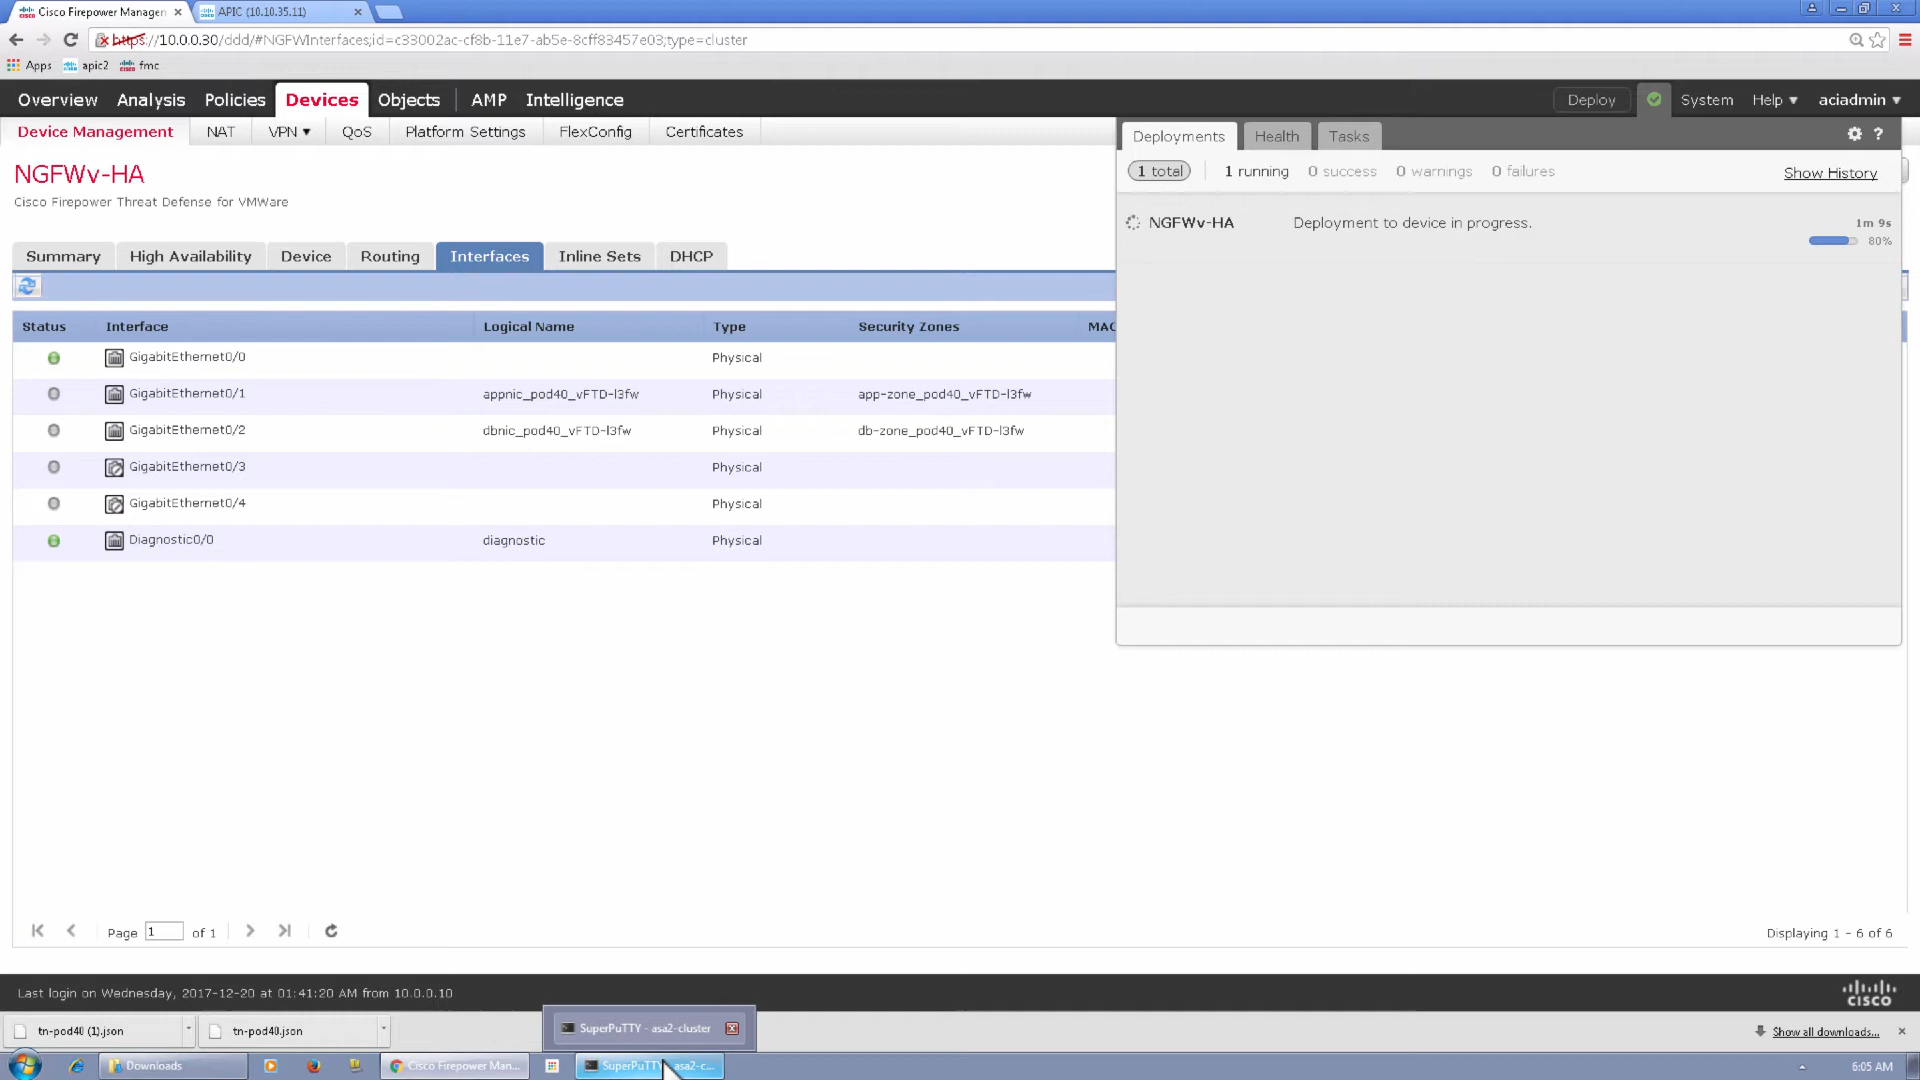 Cisco Firepower Managen
APIC (10.10.35.11)
https://10.0.0.30/ddd/#NGFWInterfaces;id=c33002ac-cf8b-11e7-ab5e-8cff83457e03;type=cluster
Apps apic2 fmc
Overview Analysis Policies Devices Objects AMP Intelligence Deploy System Help aciadmin
Device Management NAT VPN QoS Platform Settings FlexConfig Certificates
Deployments Health Tasks
1 total 1 running 0 success 0 warnings 0 failures Show History
NGFWv-HA Deployment to device in progress. 1m 9s
80%
NGFWv-HA
Cisco Firepower Threat Defense for VMWare
Summary High Availability Device Routing Interfaces Inline Sets DHCP
Status Interface Logical Name Type Security Zones MAC
GigabitEthernet0/0 Physical
GigabitEthernet0/1 appnic_pod40_vFTD-l3fw Physical app-zone_pod40_vFTD-l3fw
GigabitEthernet0/2 dbnic_pod40_vFTD-l3fw Physical db-zone_pod40_vFTD-l3fw
GigabitEthernet0/3 Physical
GigabitEthernet0/4 Physical
Diagnostic0/0 diagnostic Physical
Page 1 of 1
Displaying 1 - 6 of 6
Last login on Wednesday, 2017-12-20 at 01:41:20 AM from 10.0.0.10
CISCO
tn-pod40 (1).json
tn-pod40.json
SuperPuTTY - asa2-cluster
Show all downloads...
Downloads
Cisco Firepower Man...
SuperPuTTY asa2-c...
6:05 AM